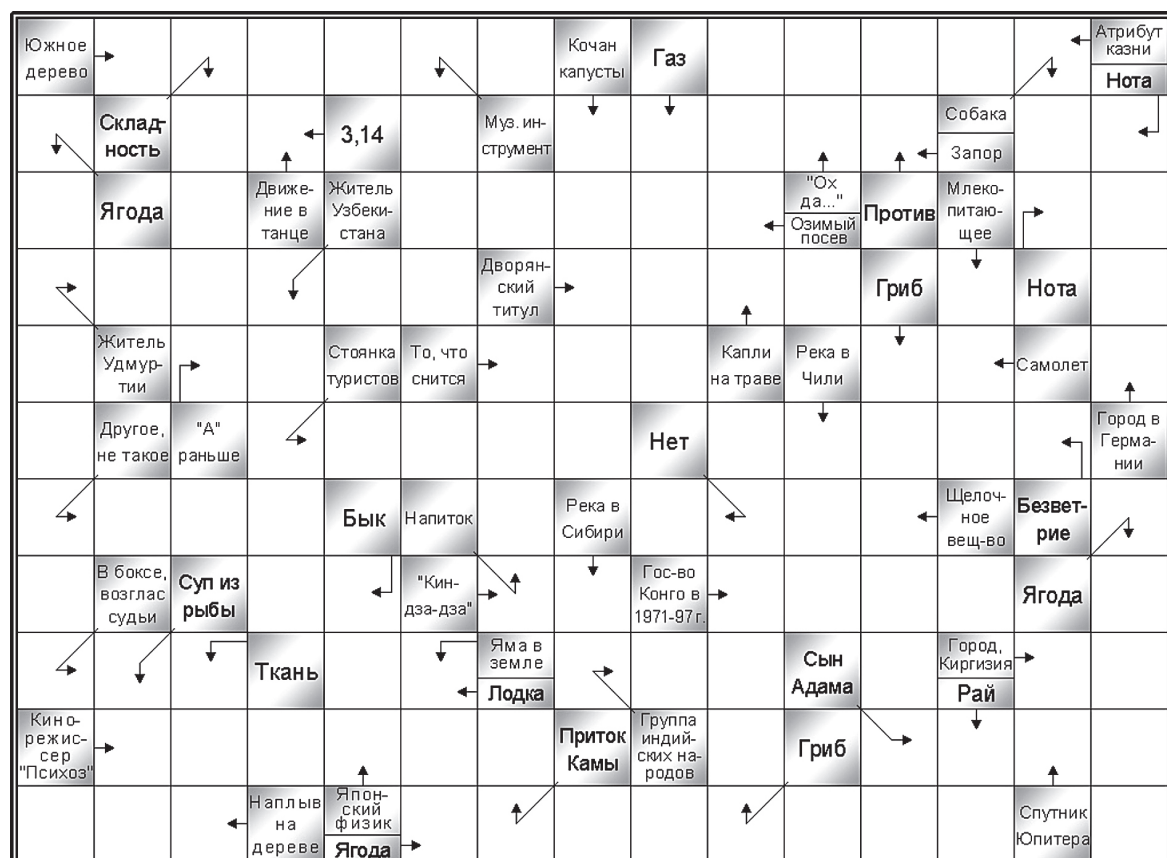 Южное
дерево
Кочан
капусты
Газ
Атрибут
казни
Нота
Склад-
ность
3,14
Муз. ин-
струмент
Собака
Запор
Ягода
Движе-
ние в
танце
Житель
Узбеки-
стана
"Ох
да..."
Озимый
посев
Против
Млеко-
питаю-
щее
Дворян-
ский
титул
Гриб
Нота
Житель
Удмур-
тии
Стоянка
туристов
То, что
снится
Капли
на траве
Река в
Чили
Самолет
Другое,
не такое
"А"
раньше
Нет
Город в
Герма-
нии
Бык
Напиток
Река в
Сибири
Щелоч-
ное
вещ-во
Безвет-
рие
В боксе,
возглас
судьи
Суп из
рыбы
"Кин-
дза-дза"
Гос-во
Конго в
1971-97г.
Ягода
Ткань
Яма в
земле
Лодка
Сын
Адама
Город,
Киргизия
Рай
Кино-
режис-
сер
"Психоз"
Приток
Камы
Группа
индий-
ских на-
родов
Гриб
Наплыв
на
дереве
Япон-
ский
физик
Ягода
Спутник
Юпитера